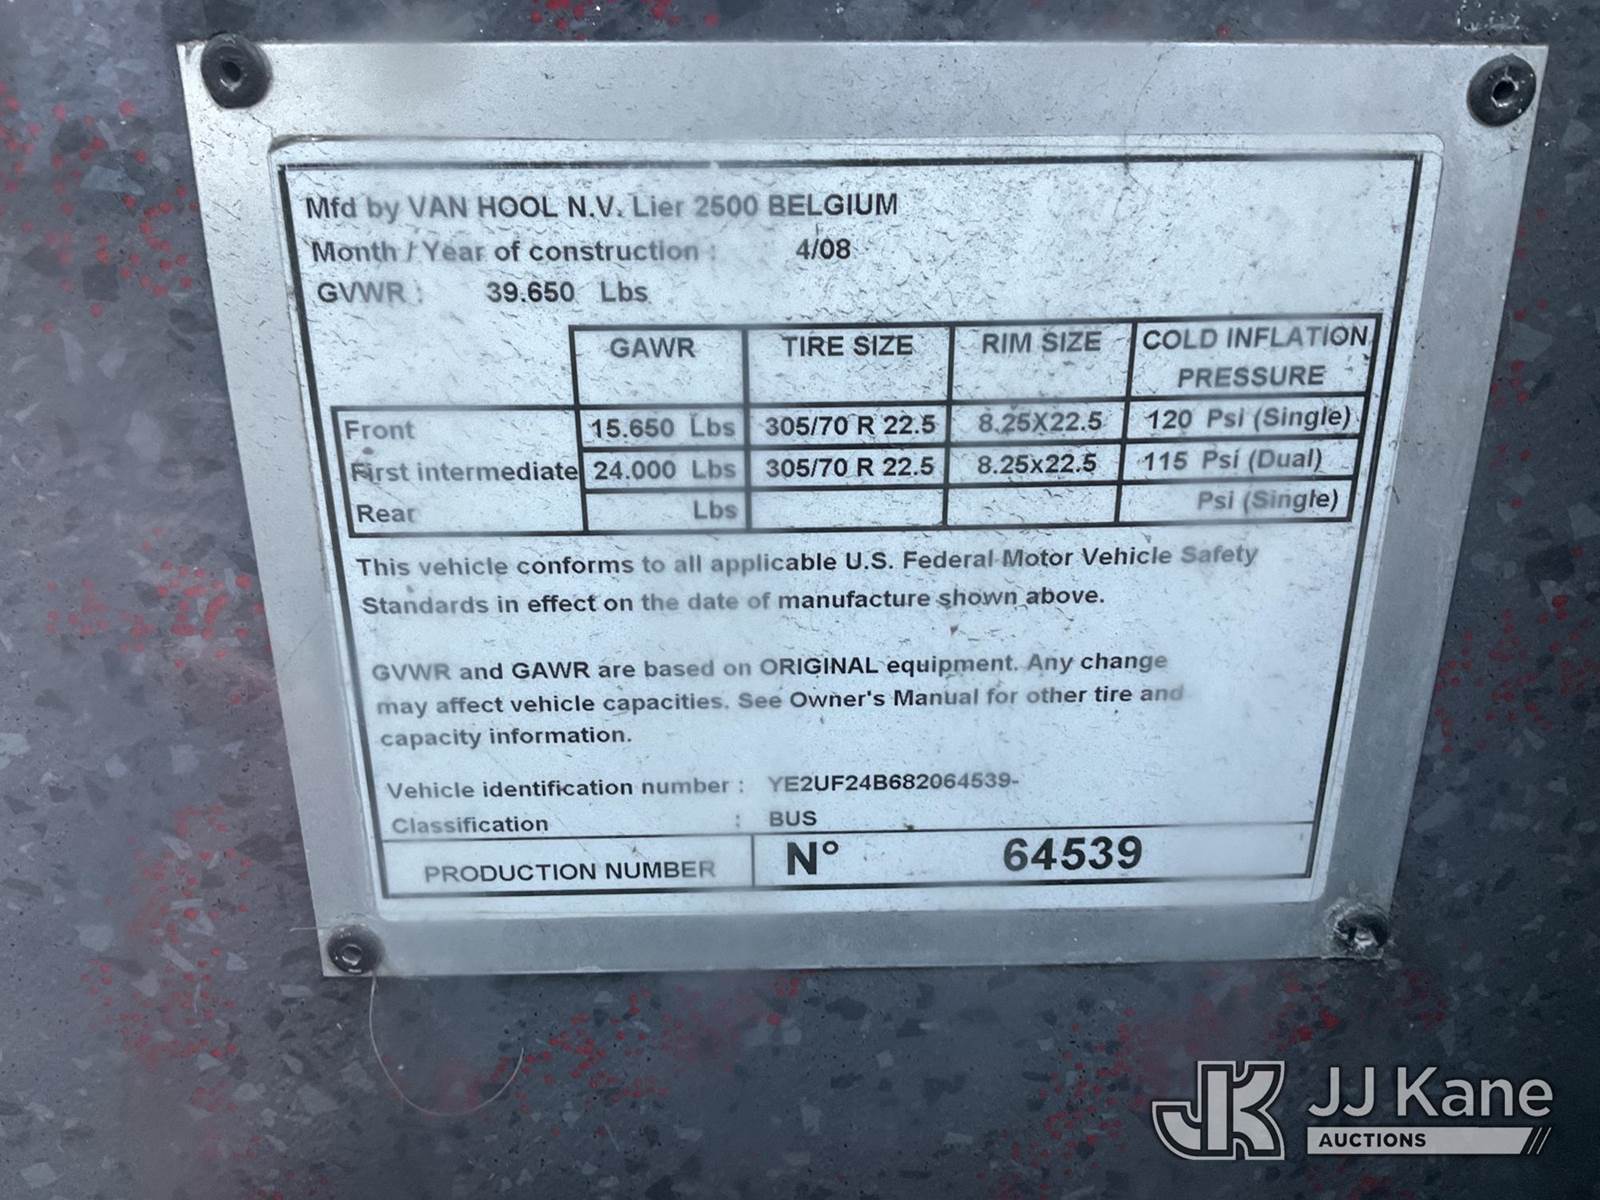 Mfd by VAN HOOL N.V. Lier 2500 BELGIUM
Month / Year of construction : 4/08
GVWR : 39.650 Lbs
GAWR TIRE SIZE RIM SIZE COLD INFLATION PRESSURE
Front 15.650 Lbs 305/70 R 22.5 8.25X22.5 120 Psi (Single)
First intermediate 24.000 Lbs 305/70 R 22.5 8.25x22.5 115 Psi (Dual)
Rear Lbs Psi (Single)
This vehicle conforms to all applicable U.S. Federal Motor Vehicle Safety
Standards in effect on the date of manufacture shown above.
GVWR and GAWR are based on ORIGINAL equipment. Any change
may affect vehicle capacities. See Owner's Manual for other tire and
capacity information.
Vehicle identification number : YE2UF24B682064539-
Classification : BUS
PRODUCTION NUMBER N° 64539
JK JJ Kane
AUCTIONS